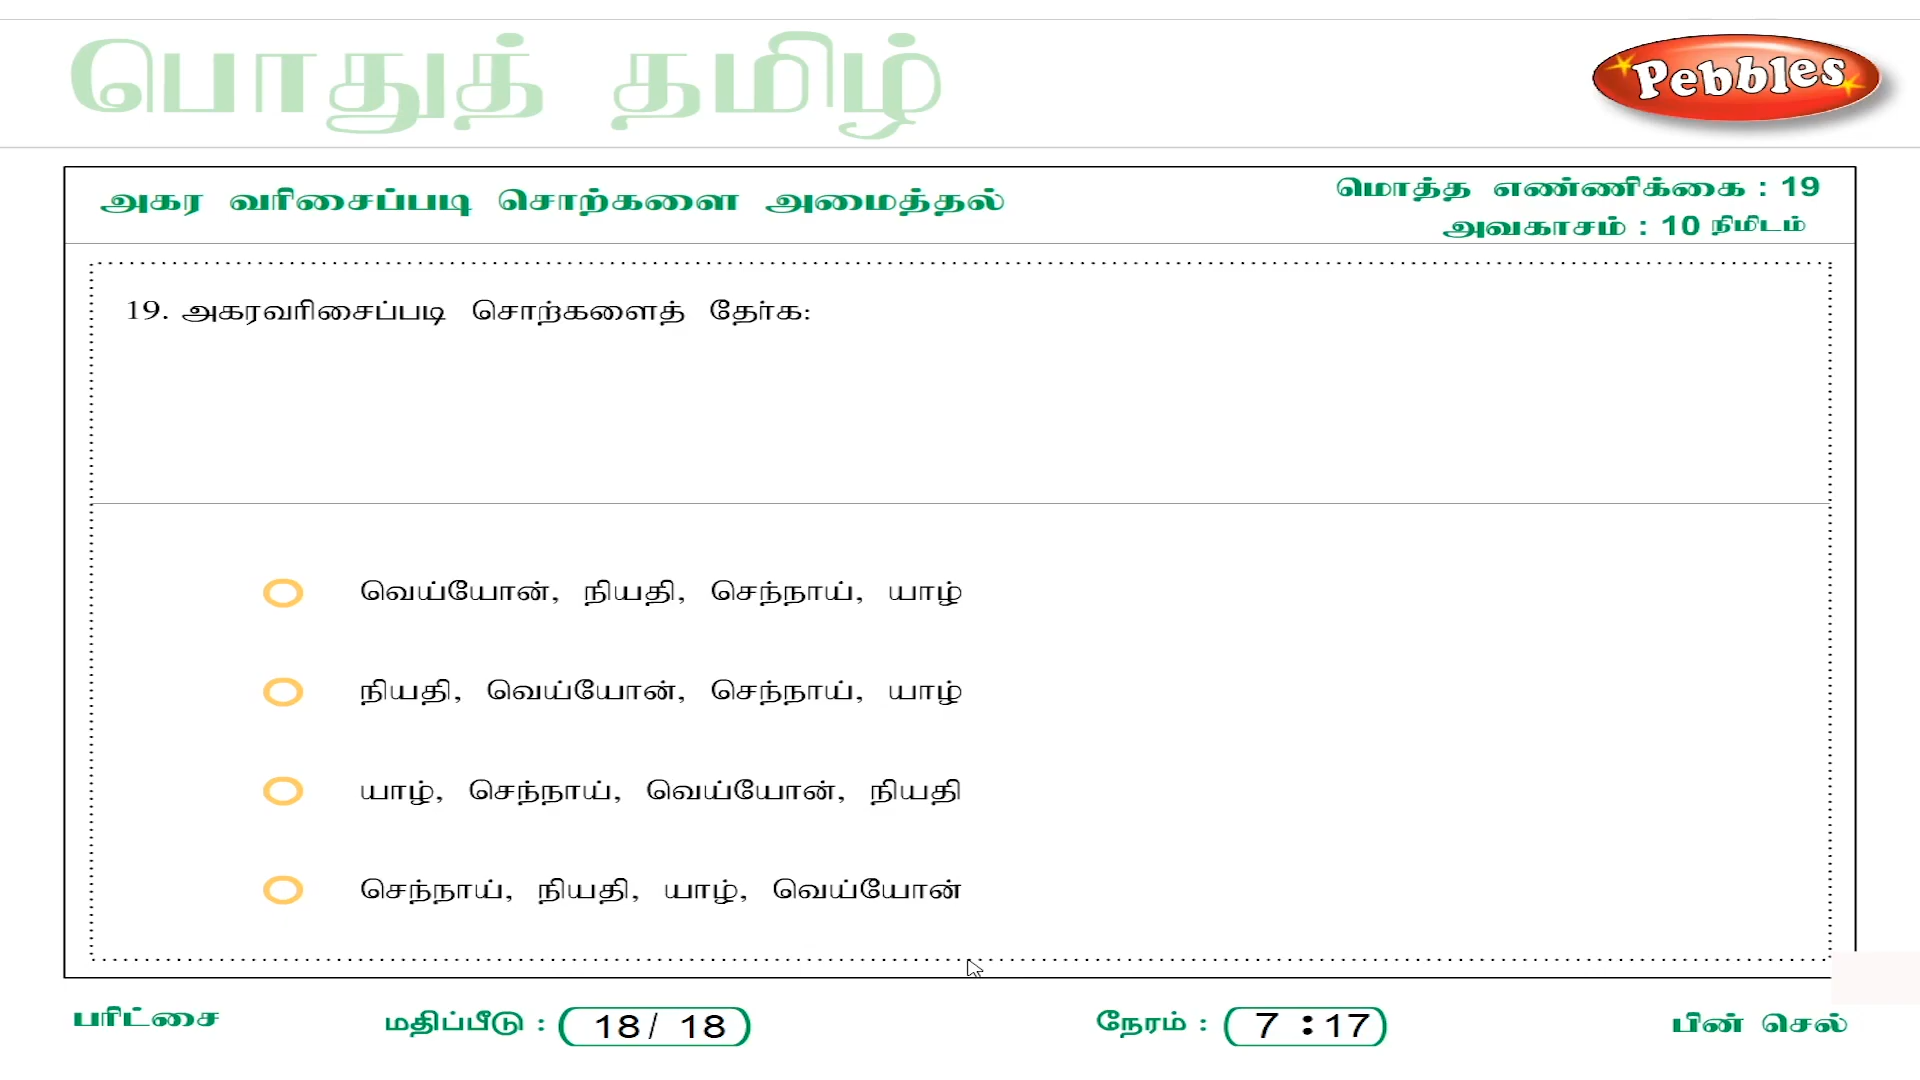 பொதுத் தமிழ்
Pebbles
அகர வரிசைப்படி சொற்களை அமைத்தல்
மொத்த எண்ணிக்கை : 19
அவகாசம் : 10 நிமிடம்
19. அகரவரிசைப்படி சொற்களைத் தேர்க:
வெய்யோன், நியதி, செந்நாய், யாழ்
நியதி, வெய்யோன், செந்நாய், யாழ்
யாழ், செந்நாய், வெய்யோன், நியதி
செந்நாய், நியதி, யாழ், வெய்யோன்
பரிட்சை
மதிப்பீடு : 18 / 18
நேரம் : 7 : 17
பின் செல்